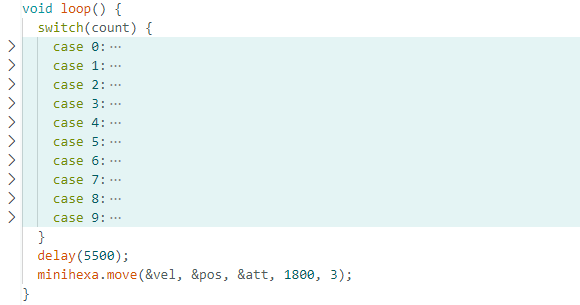 void loop() {
switch(count) {
case 0:···
case 1:···
case 2:···
case 3:···
case 4:···
case 5:···
case 6:···
case 7:···
case 8:···
case 9:···
}
delay(5500);
minihexa.move(&vel, &pos, &att, 1800, 3);
}